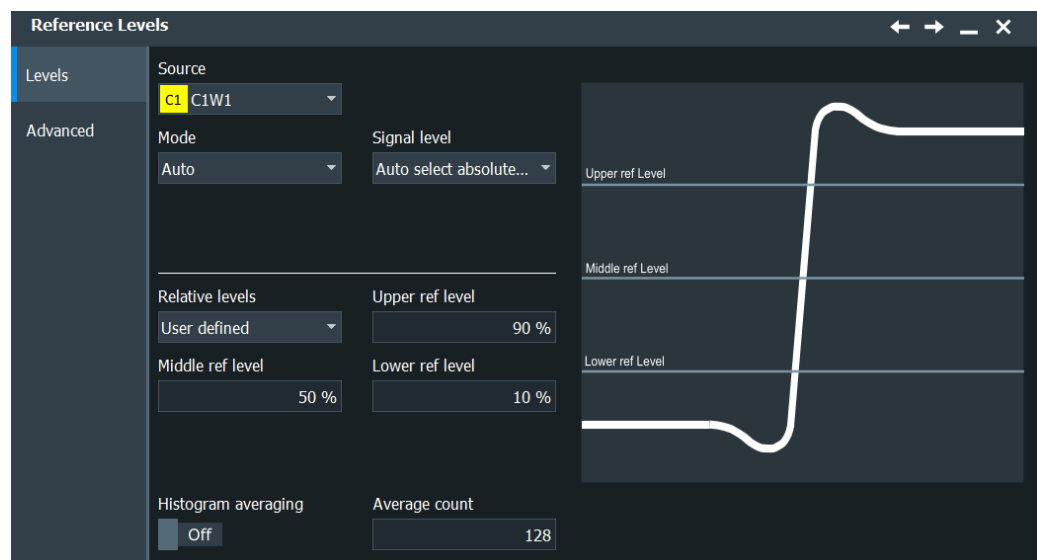 Reference Levels
Levels
Advanced
Source
C1 C1W1
Mode
Signal level
Auto
Auto select absolute...
Relative levels
Upper ref level
User defined
90 %
Middle ref level
Lower ref level
50 %
10 %
Histogram averaging
Average count
Off
128
Upper ref Level
Middle ref Level
Lower ref Level